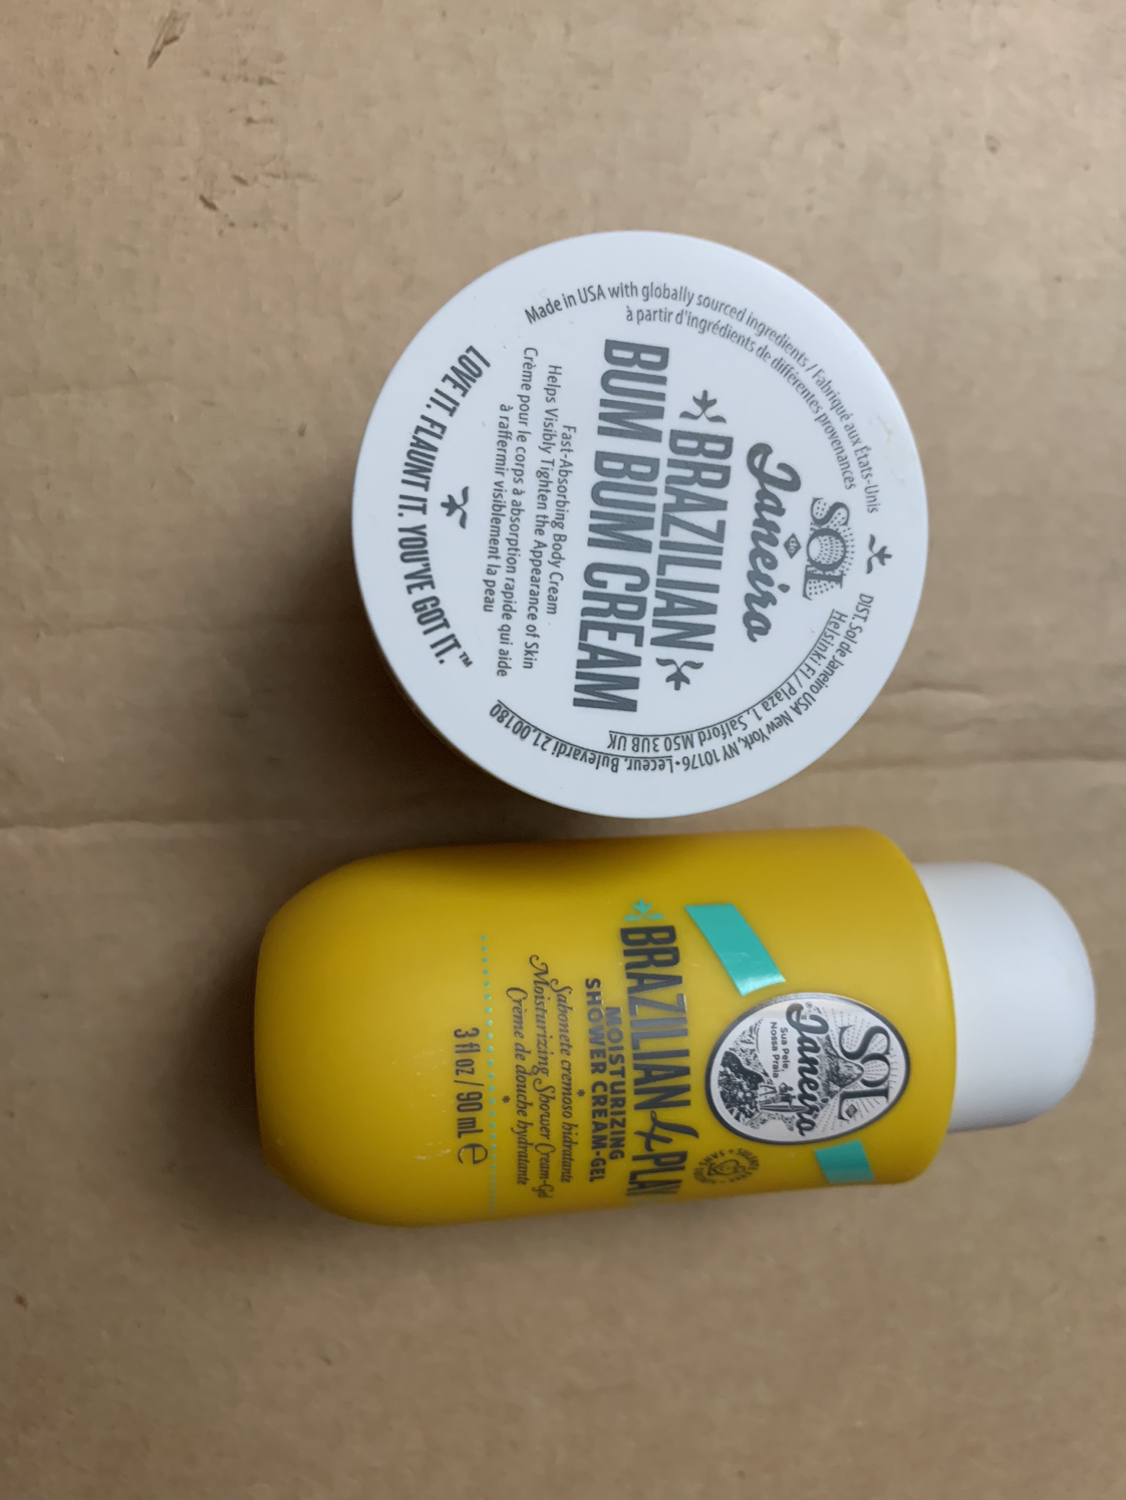 Made in USA with globally sourced ingredients / Fabriqué aux États-Unis
à partir d'ingrédients de différentes provenances
DIST. Sol de Janeiro USA New York, NY 10176 • Leceur, Bulevardi 21,00180
Helsinki FI / Plaza 1, Salford M50 3UB UK
SOL
de
Janeiro
BRAZILIAN
BUM BUM CREAM
Fast-Absorbing Body Cream
Helps Visibly Tighten the Appearance of Skin
Crème pour le corps à absorption rapide qui aide
à raffermir visiblement la peau
LOVE IT. FLAUNT IT. YOU'VE GOT IT.™
SOL
de
Janeiro
Sua Pele,
Nossa Praia
BRAZILIAN 4 PLAY
MOISTURIZING
SHOWER CREAM-GEL
Sabonete cremoso hidratante
Moisturizing Shower Cream-Gel
Crème de douche hydratante
3 fl oz / 90 mL ℮